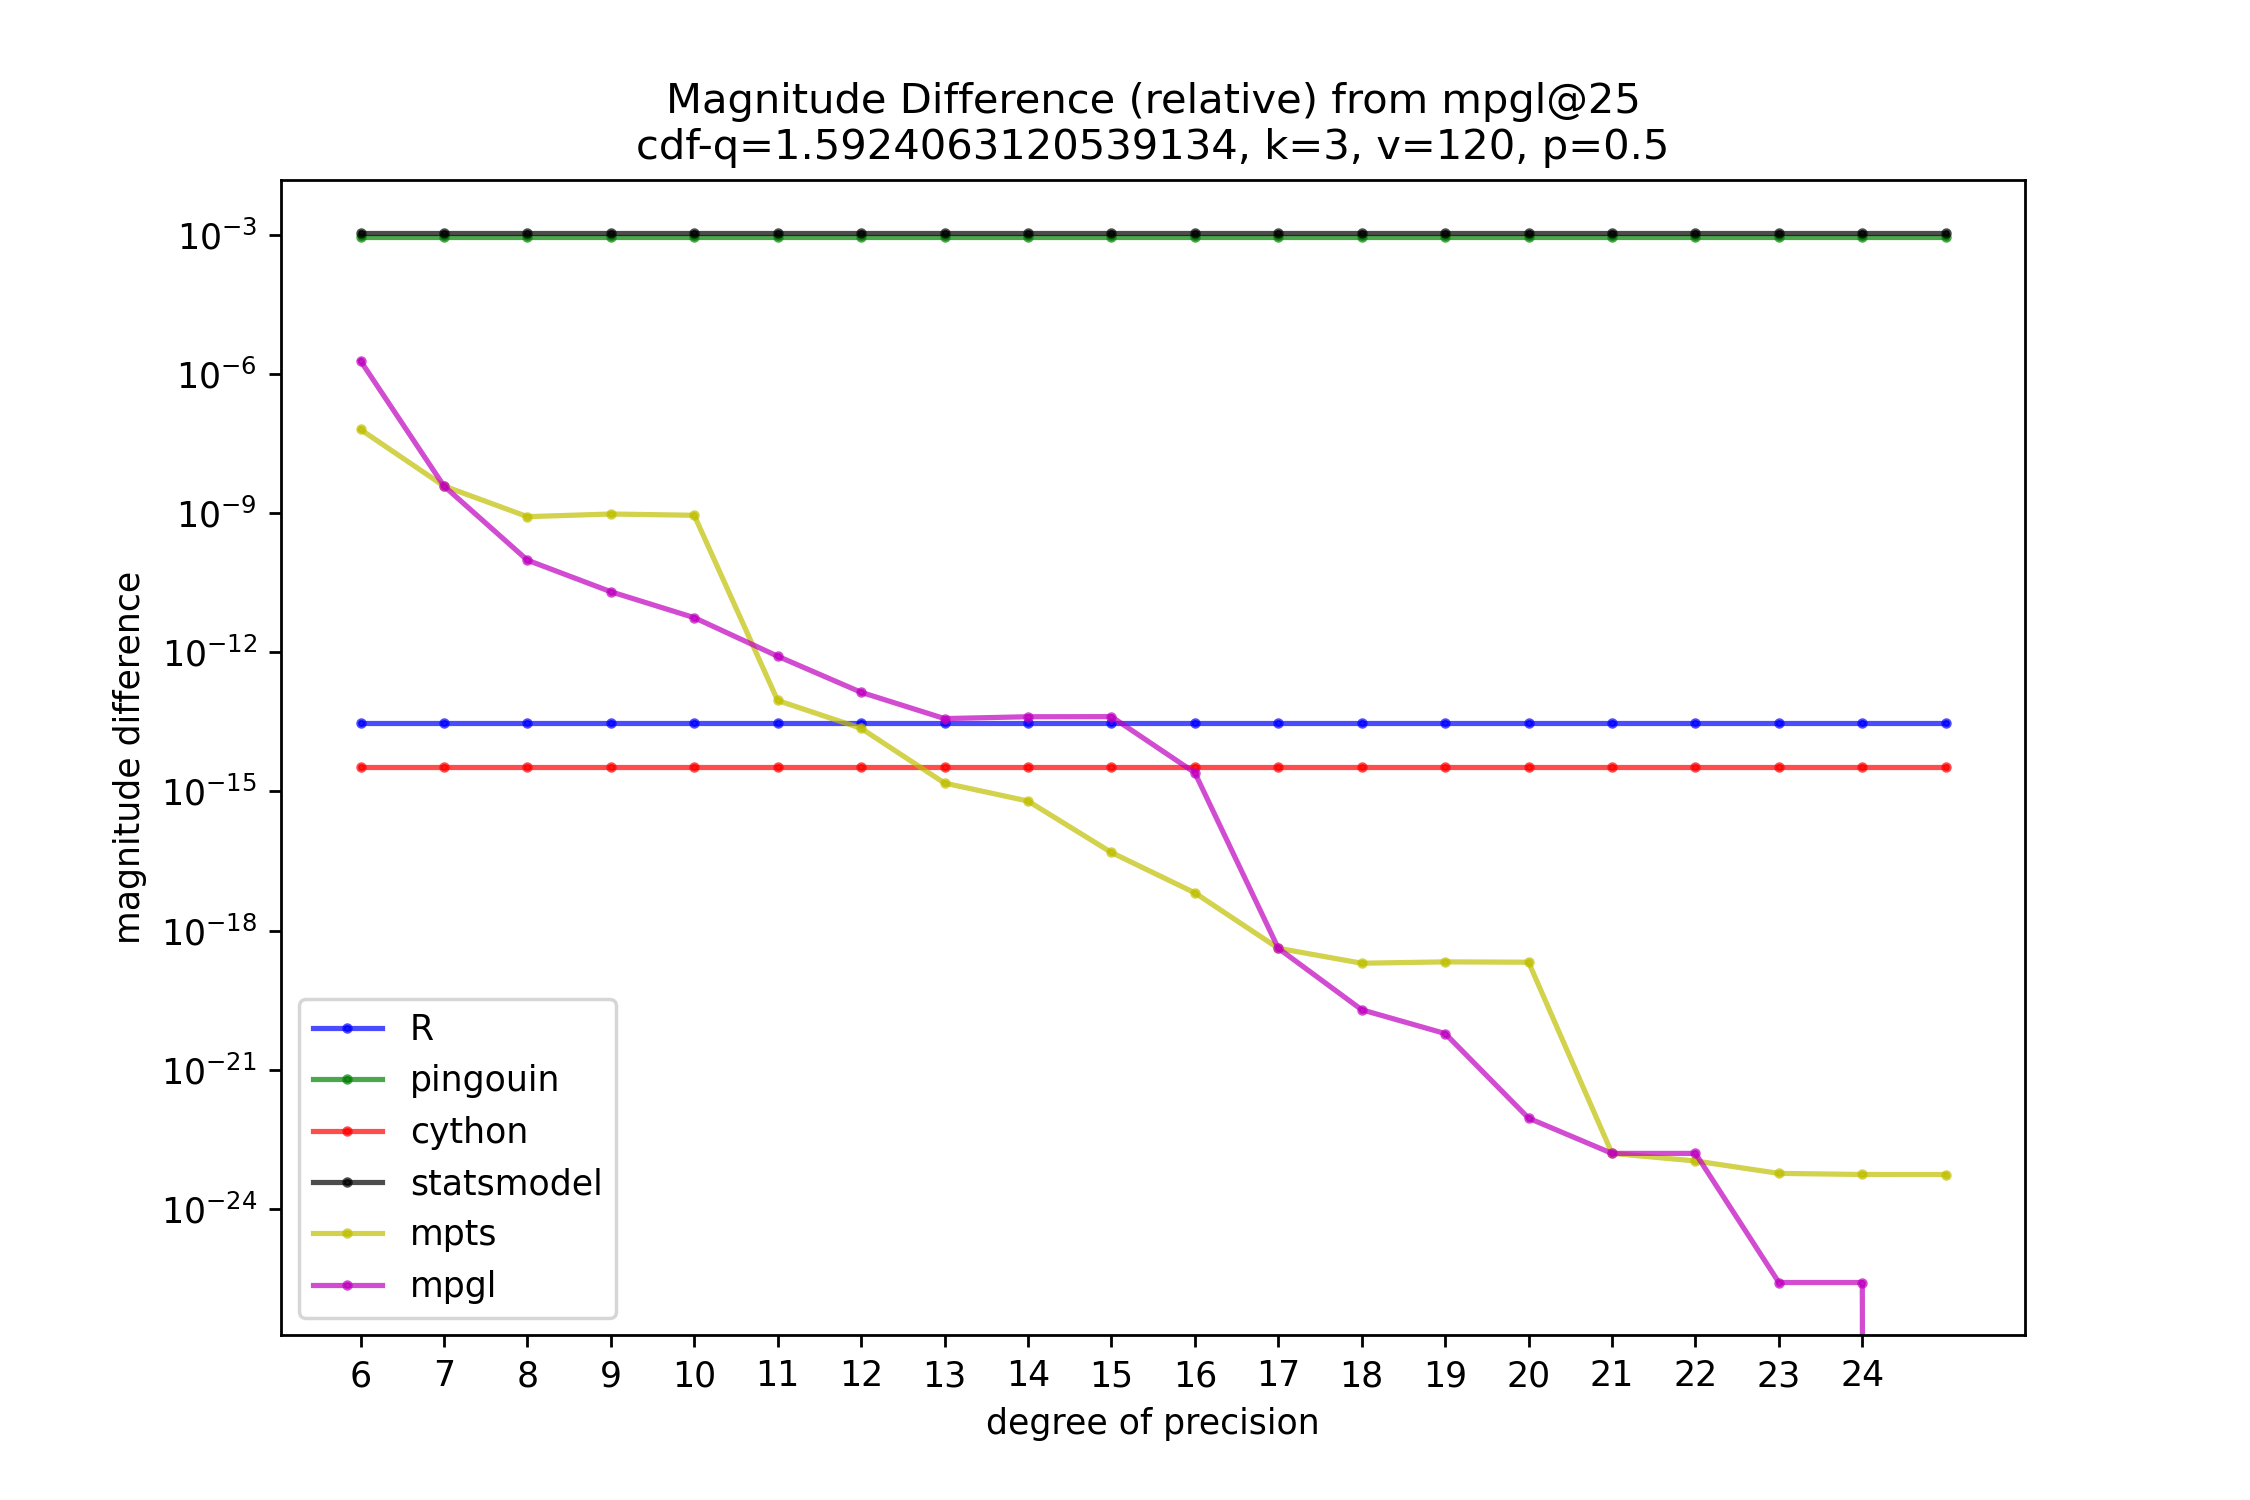 Magnitude Difference (relative) from mpgl@25
cdf-q=1.5924063120539134, k=3, v=120, p=0.5
magnitude difference
10⁻³
10⁻⁶
10⁻⁹
10⁻¹²
10⁻¹⁵
10⁻¹⁸
10⁻²¹
10⁻²⁴
R
pingouin
cython
statsmodel
mpts
mpgl
6 7 8 9 10 11 12 13 14 15 16 17 18 19 20 21 22 23 24
degree of precision